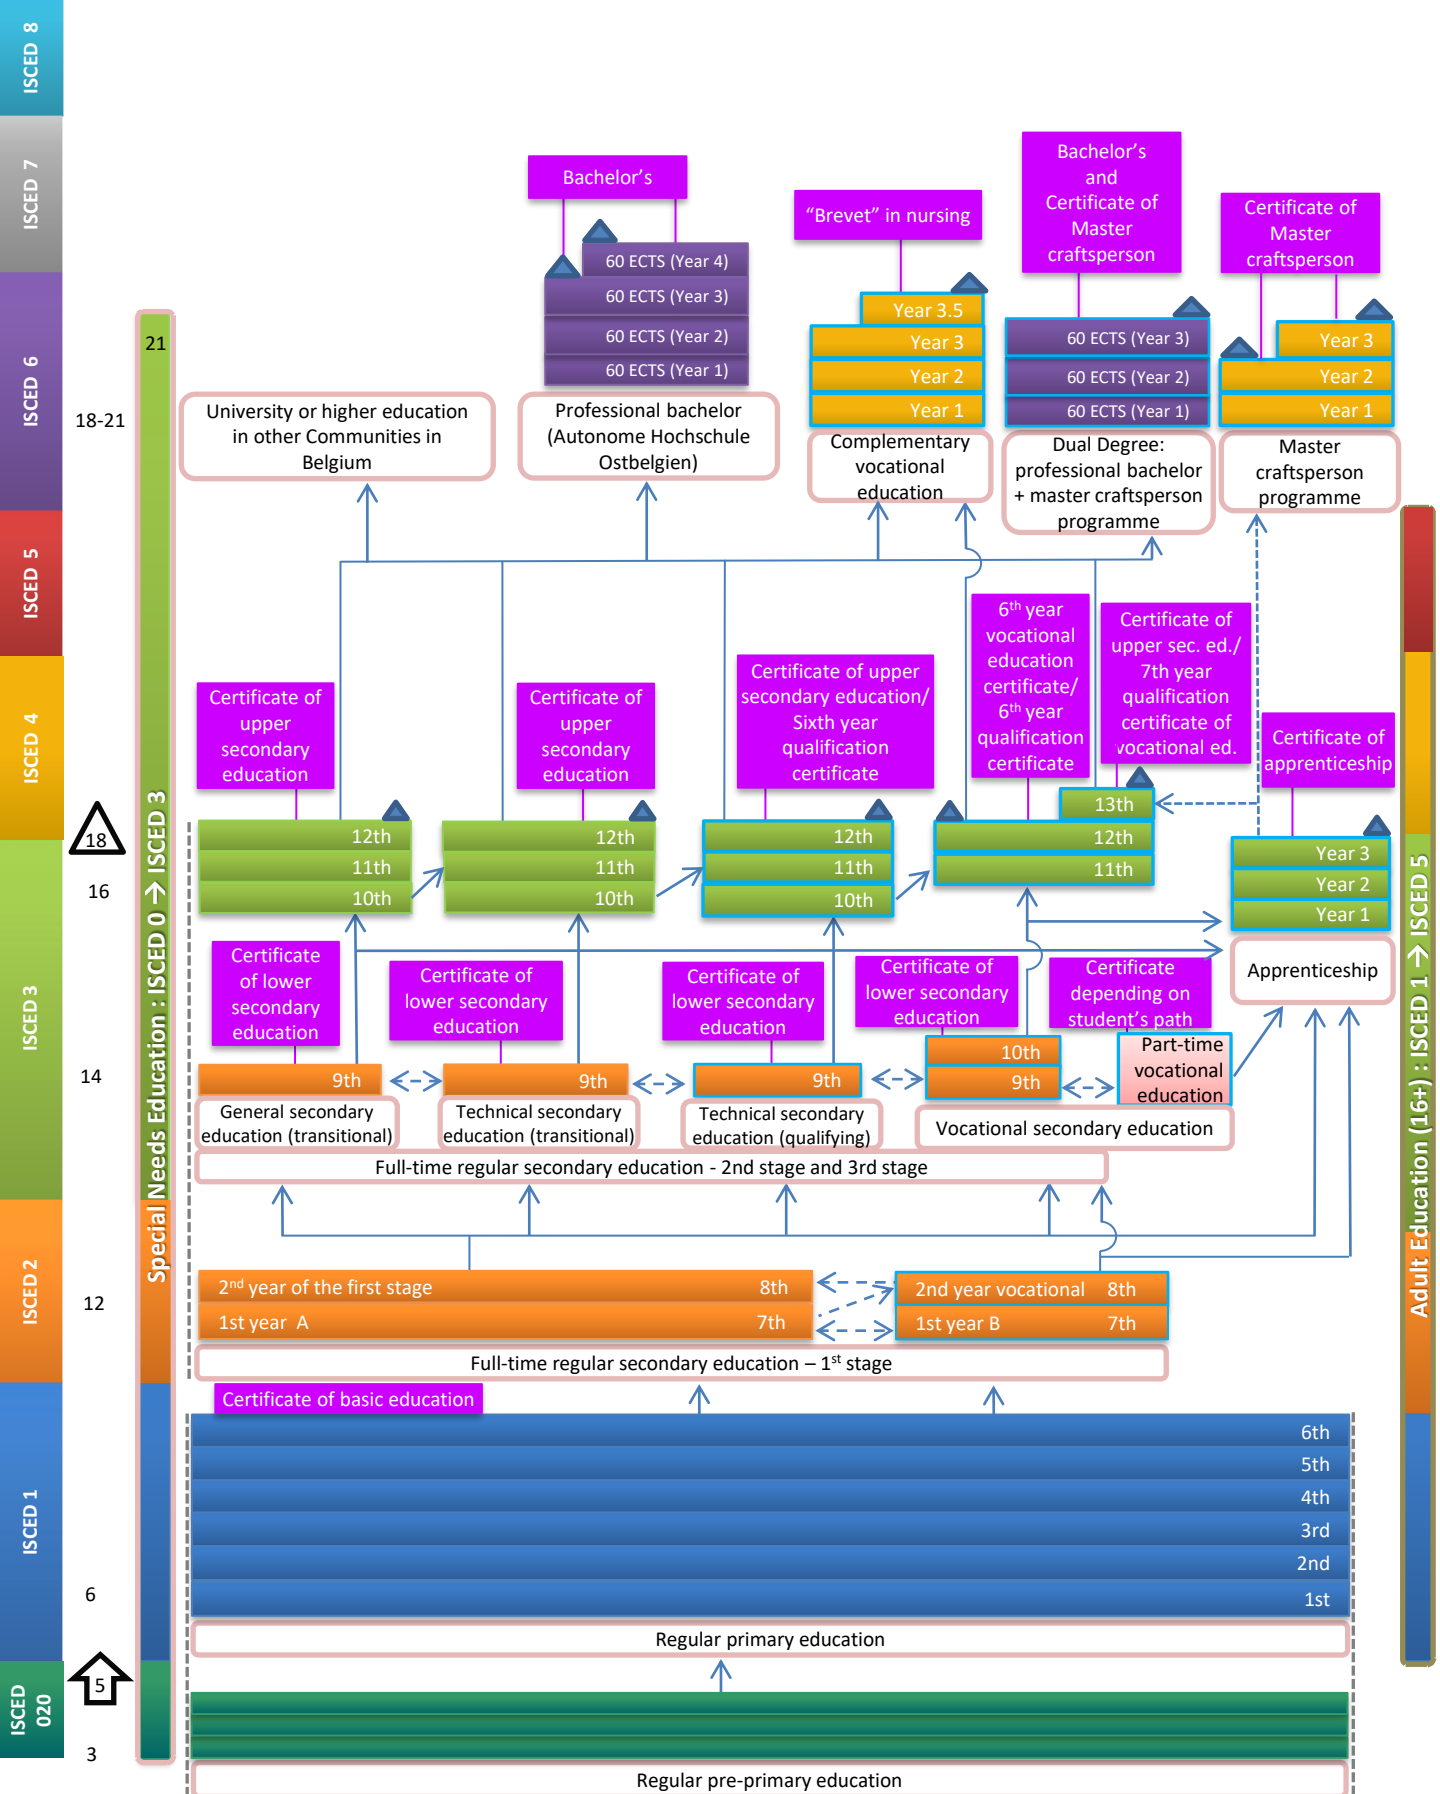 ISCED 8
ISCED 7
ISCED 6
ISCED 5
ISCED 4
ISCED 3
ISCED 2
ISCED 1
ISCED
020
18-21
18
16
14
12
6
5
3
21
Special Needs Education : ISCED 0 → ISCED 3
Adult Education (16+) : ISCED 1 → ISCED 5
Bachelor's
60 ECTS (Year 4)
60 ECTS (Year 3)
60 ECTS (Year 2)
60 ECTS (Year 1)
"Brevet" in nursing
Year 3.5
Year 3
Year 2
Year 1
Bachelor's
and
Certificate of
Master
craftsperson
60 ECTS (Year 3)
60 ECTS (Year 2)
60 ECTS (Year 1)
Certificate of
Master
craftsperson
Year 3
Year 2
Year 1
University or higher education
in other Communities in
Belgium
Professional bachelor
(Autonome Hochschule
Ostbelgien)
Complementary
vocational
education
Dual Degree:
professional bachelor
+ master craftsperson
programme
Master
craftsperson
programme
Certificate of
upper
secondary
education
Certificate of
upper
secondary
education
Certificate of upper
secondary education/
Sixth year
qualification
certificate
6th year
vocational
education
certificate/
6th year
qualification
certificate
Certificate of
upper sec. ed./
7th year
qualification
certificate of
vocational ed.
Certificate of
apprenticeship
12th
11th
10th
12th
11th
10th
12th
11th
10th
13th
12th
11th
Year 3
Year 2
Year 1
Apprenticeship
Certificate
of lower
secondary
education
Certificate of
lower secondary
education
Certificate of
lower secondary
education
Certificate of
lower secondary
education
Certificate
depending on
student's path
9th
9th
9th
10th
9th
Part-time
vocational
education
General secondary
education (transitional)
Technical secondary
education (transitional)
Technical secondary
education (qualifying)
Vocational secondary education
Full-time regular secondary education - 2nd stage and 3rd stage
2nd year of the first stage 8th
1st year A 7th
2nd year vocational 8th
1st year B 7th
Full-time regular secondary education – 1st stage
Certificate of basic education
6th
5th
4th
3rd
2nd
1st
Regular primary education
Regular pre-primary education